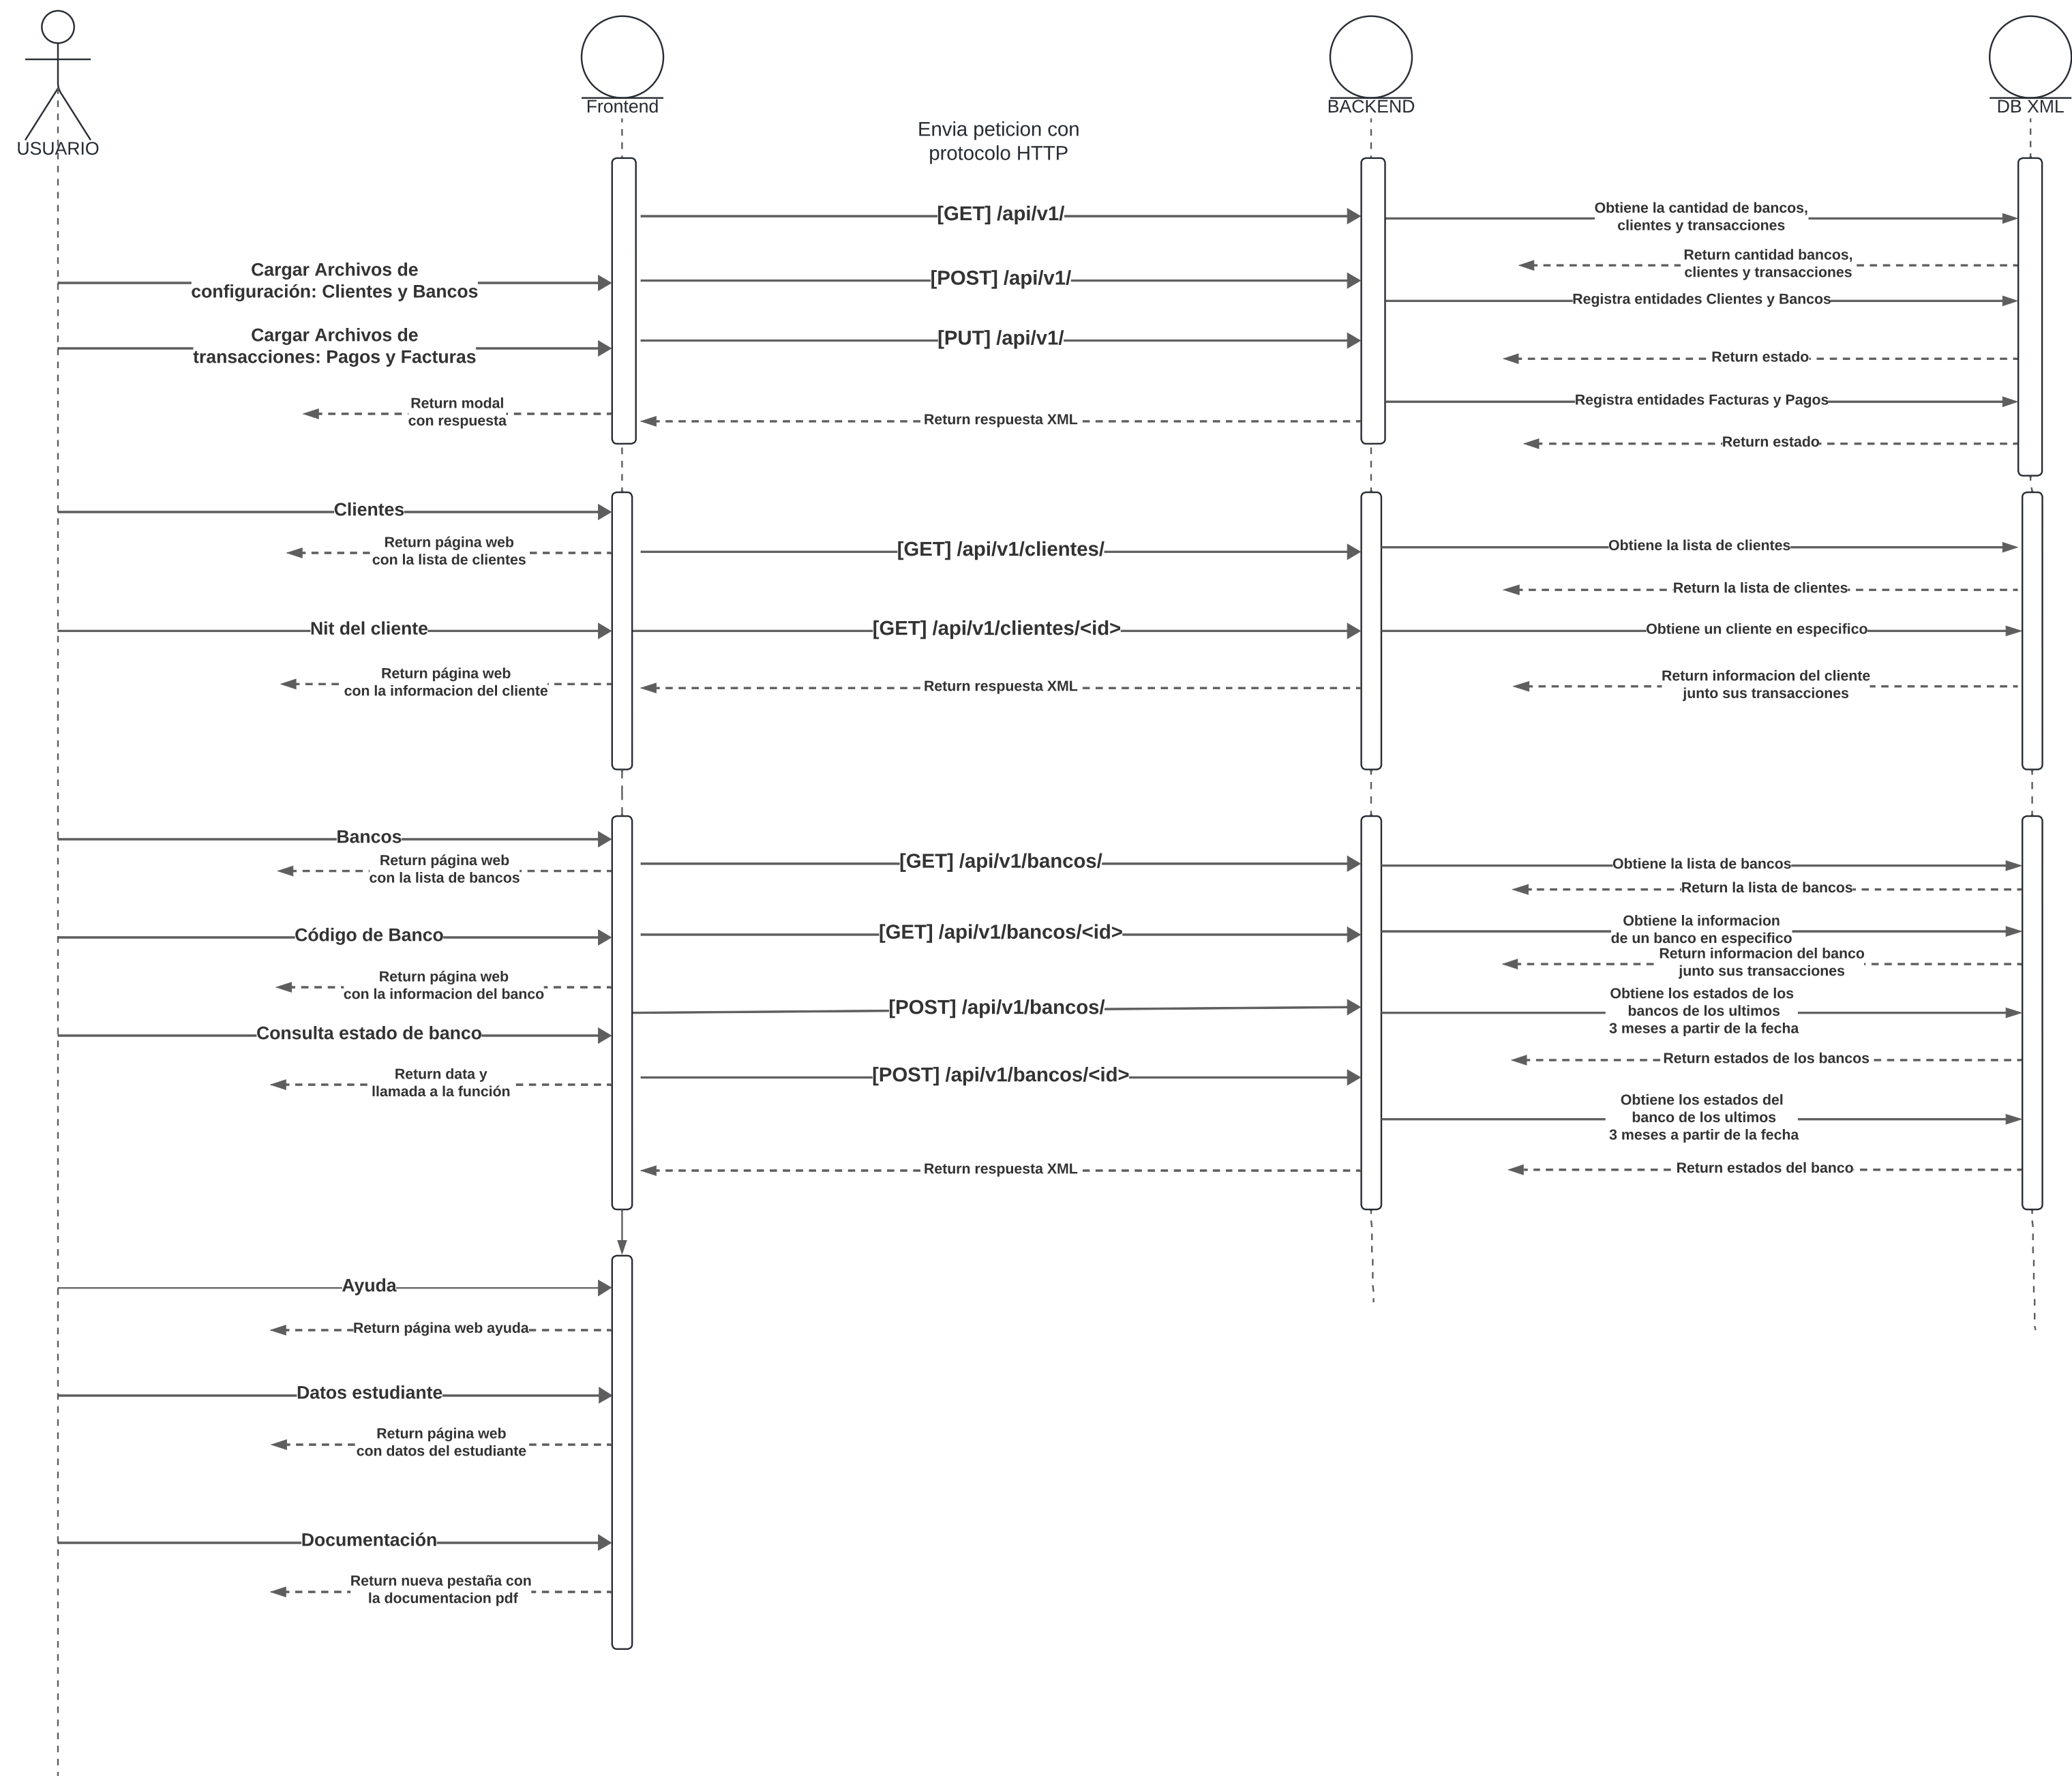 USUARIO
Frontend
BACKEND
DB XML
Envia peticion con
protocolo HTTP
[GET] /api/v1/
Obtiene la cantidad de bancos,
clientes y transacciones
Return cantidad bancos,
clientes y transacciones
Cargar Archivos de
configuración: Clientes y Bancos
[POST] /api/v1/
Registra entidades Clientes y Bancos
Cargar Archivos de
transacciones: Pagos y Facturas
[PUT] /api/v1/
Return estado
Return modal
con respuesta
Return respuesta XML
Registra entidades Facturas y Pagos
Return estado
Clientes
Return página web
con la lista de clientes
[GET] /api/v1/clientes/
Obtiene la lista de clientes
Return la lista de clientes
Nit del cliente
[GET] /api/v1/clientes/<id>
Obtiene un cliente en especifico
Return página web
con la informacion del cliente
Return respuesta XML
Return informacion del cliente
junto sus transacciones
Bancos
Return página web
con la lista de bancos
[GET] /api/v1/bancos/
Obtiene la lista de bancos
Return la lista de bancos
Código de Banco
[GET] /api/v1/bancos/<id>
Obtiene la informacion
de un banco en especifico
Return informacion del banco
junto sus transacciones
Return página web
con la informacion del banco
[POST] /api/v1/bancos/
Obtiene los estados de los
bancos de los ultimos
3 meses a partir de la fecha
Consulta estado de banco
Return estados de los bancos
Return data y
llamada a la función
[POST] /api/v1/bancos/<id>
Obtiene los estados del
banco de los ultimos
3 meses a partir de la fecha
Return respuesta XML
Return estados del banco
Ayuda
Return página web ayuda
Datos estudiante
Return página web
con datos del estudiante
Documentación
Return nueva pestaña con
la documentacion pdf